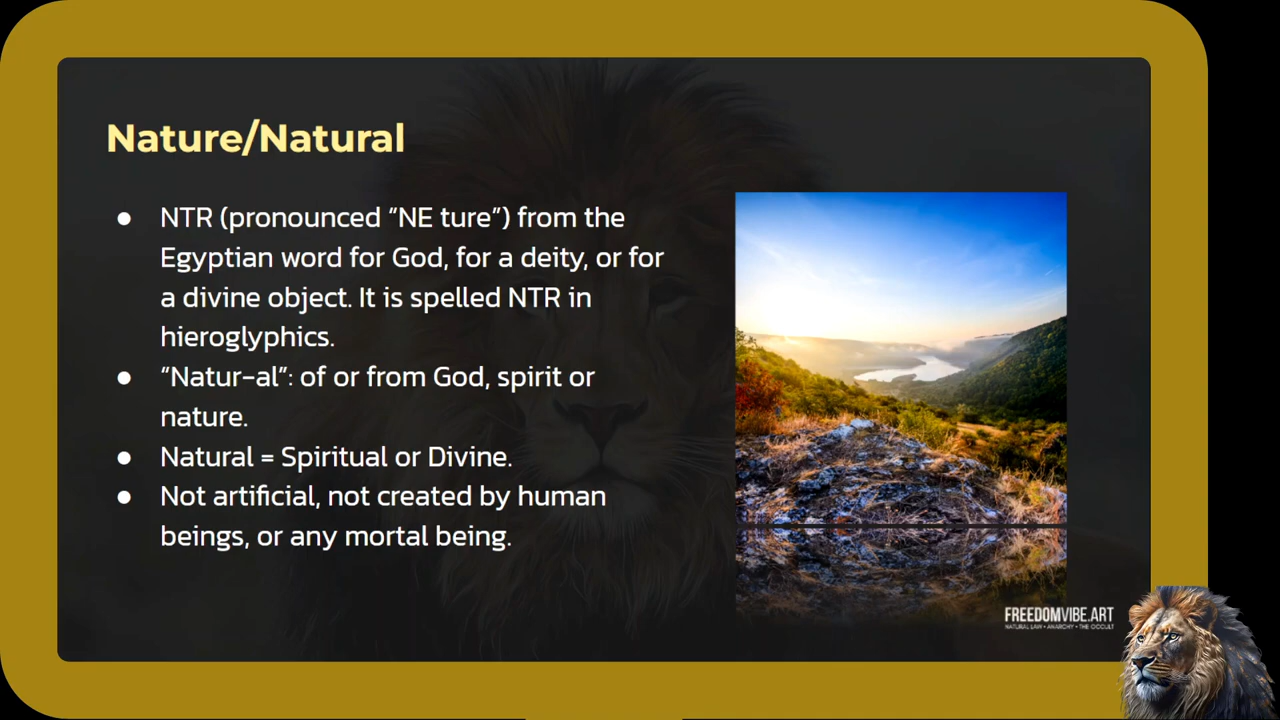 Nature/Natural
● NTR (pronounced “NE ture”) from the
Egyptian word for God, for a deity, or for
a divine object. It is spelled NTR in
hieroglyphics.
● “Natur-al”: of or from God, spirit or
nature.
● Natural = Spiritual or Divine.
● Not artificial, not created by human
beings, or any mortal being.
FREEDOMVIBE.ART
NATURAL LAW • ANARCHY • THE OCCULT